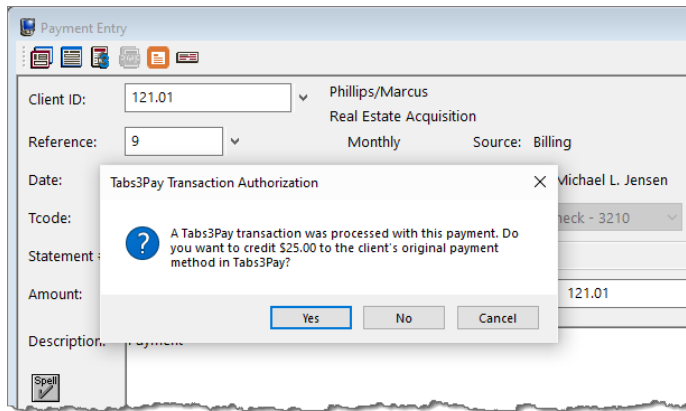 Payment Entry
Client ID: 121.01 Phillips/Marcus
Real Estate Acquisition
Reference: 9 Monthly Source: Billing
Date: Michael L. Jensen
Tabs3Pay Transaction Authorization
Tcode: - 3210
A Tabs3Pay transaction was processed with this payment. Do
you want to credit $25.00 to the client's original payment
method in Tabs3Pay?
Statement
Amount: 121.01
Yes No Cancel
Description: Payment
Spell